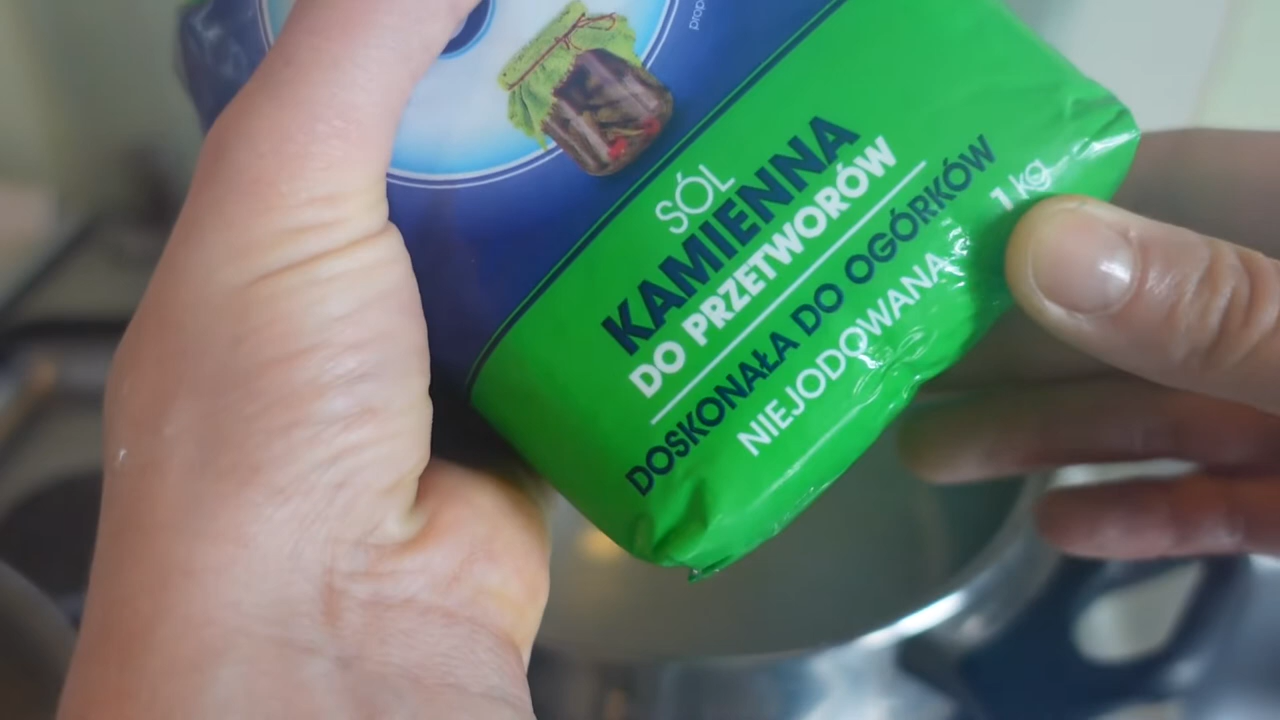 SÓL
KAMIENNA
DO PRZETWORÓW
DOSKONAŁA DO OGÓRKÓW
NIEJODOWANA
1 kg